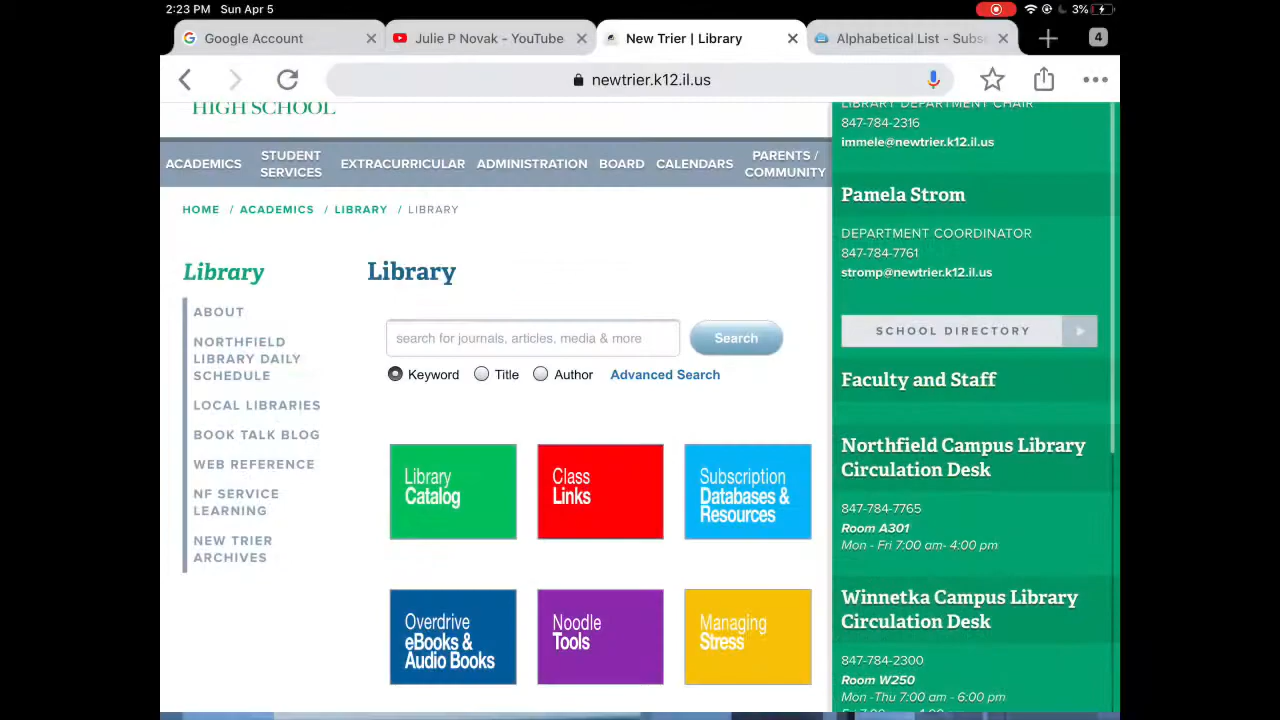 2:23 PM Sun Apr 5
3%
Google Account
Julie P Novak - YouTube
New Trier | Library
Alphabetical List - Subs
4
newtrier.k12.il.us
HIGH SCHOOL
ACADEMICS
STUDENT
SERVICES
EXTRACURRICULAR
ADMINISTRATION
BOARD
CALENDARS
PARENTS /
COMMUNITY
HOME / ACADEMICS / LIBRARY / LIBRARY
Library
ABOUT
NORTHFIELD
LIBRARY DAILY
SCHEDULE
LOCAL LIBRARIES
BOOK TALK BLOG
WEB REFERENCE
NF SERVICE
LEARNING
NEW TRIER
ARCHIVES
Library
search for journals, articles, media & more
Search
Keyword
Title
Author
Advanced Search
Library
Catalog
Class
Links
Subscription
Databases &
Resources
Overdrive
eBooks &
Audio Books
Noodle
Tools
Managing
Stress
LIBRARY DEPARTMENT CHAIR
847-784-2316
immele@newtrier.k12.il.us
Pamela Strom
DEPARTMENT COORDINATOR
847-784-7761
stromp@newtrier.k12.il.us
SCHOOL DIRECTORY
Faculty and Staff
Northfield Campus Library
Circulation Desk
847-784-7765
Room A301
Mon - Fri 7:00 am- 4:00 pm
Winnetka Campus Library
Circulation Desk
847-784-2300
Room W250
Mon -Thu 7:00 am - 6:00 pm